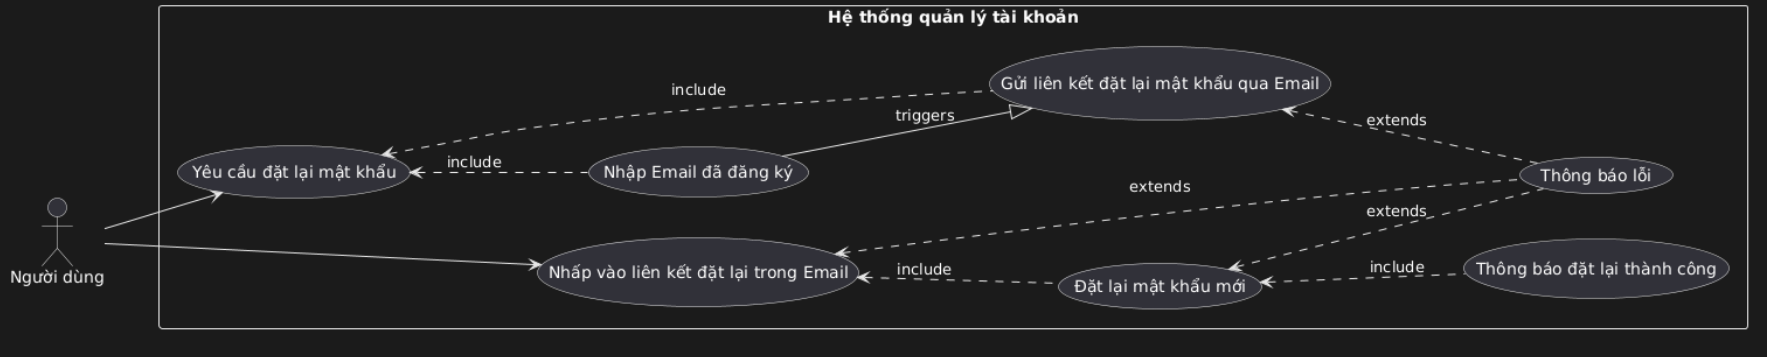 Hệ thống quản lý tài khoản
Gửi liên kết đặt lại mật khẩu qua Email
include
triggers
extends
include
Yêu cầu đặt lại mật khẩu
Nhập Email đã đăng ký
Thông báo lỗi
extends
extends
Người dùng
Nhấp vào liên kết đặt lại trong Email
include
Đặt lại mật khẩu mới
include
Thông báo đặt lại thành công